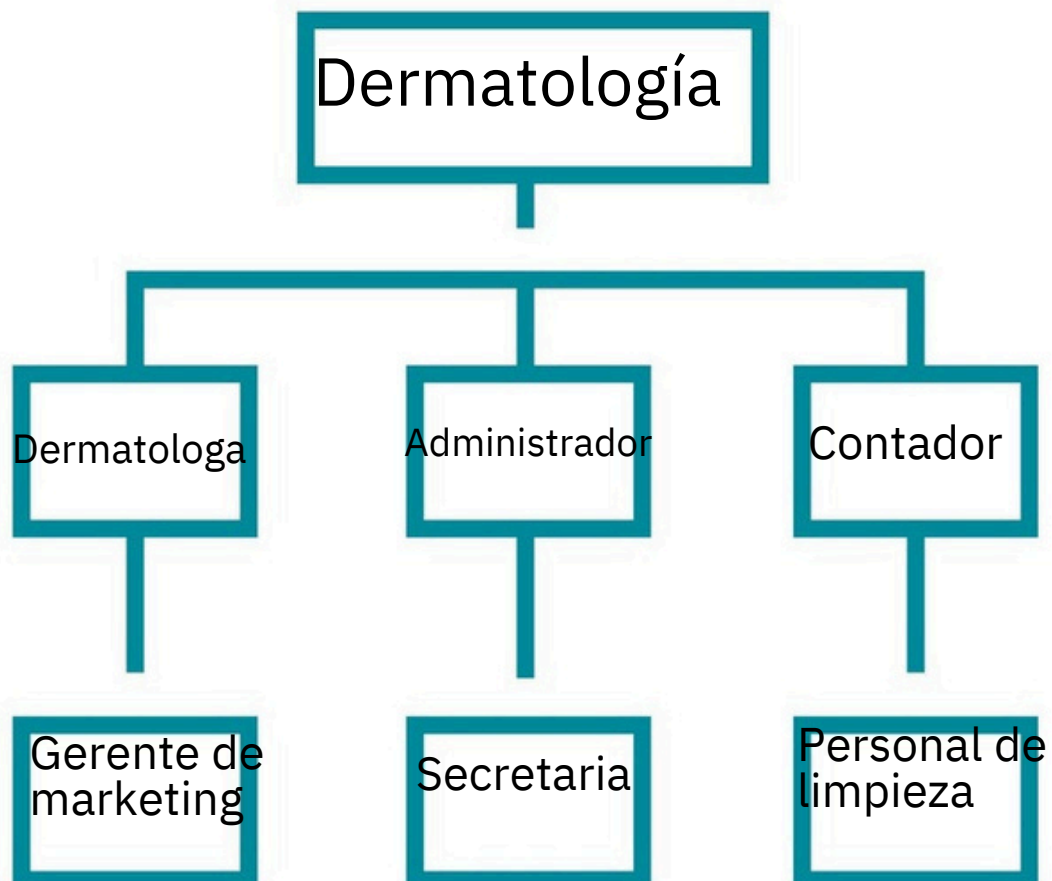 Dermatología
Dermatologa
Administrador
Contador
Gerente de
marketing
Secretaria
Personal de
limpieza